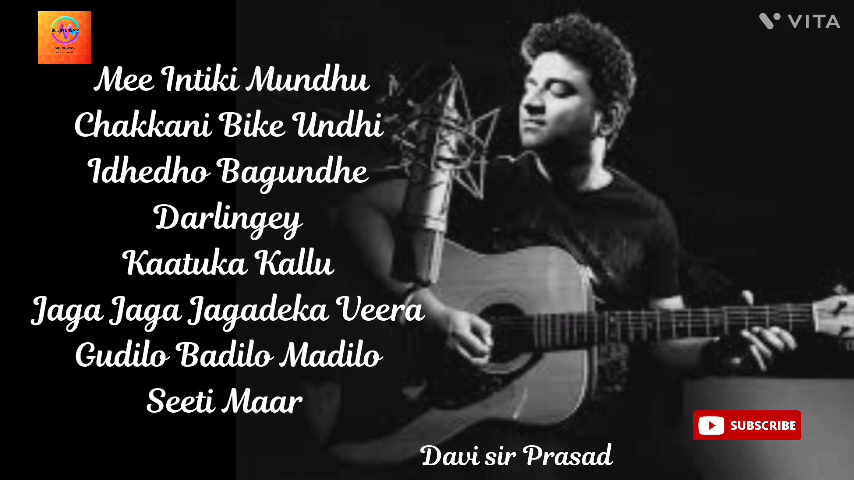 VITA
Mee Intiki Mundhu
Chakkani Bike Undhi
Idhedho Bagundhe
Darlingey
Kaatuka Kallu
Jaga Jaga Jagadeka Veera
Gudilo Badilo Madilo
Seeti Maar
SUBSCRIBE
Davi sir Prasad